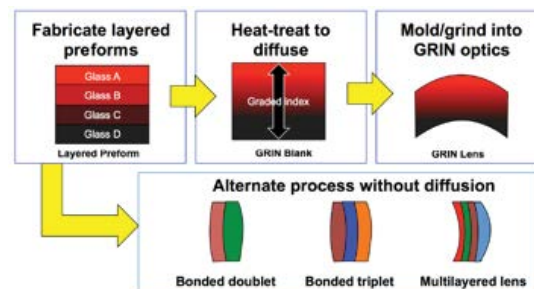 Fabricate layered
preforms
Glass A
Glass B
Glass C
Glass D
Layered Preform
Heat-treat to
diffuse
Graded index
GRIN Blank
Mold/grind into
GRIN optics
GRIN Lens
Alternate process without diffusion
Bonded doublet
Bonded triplet
Multilayered lens